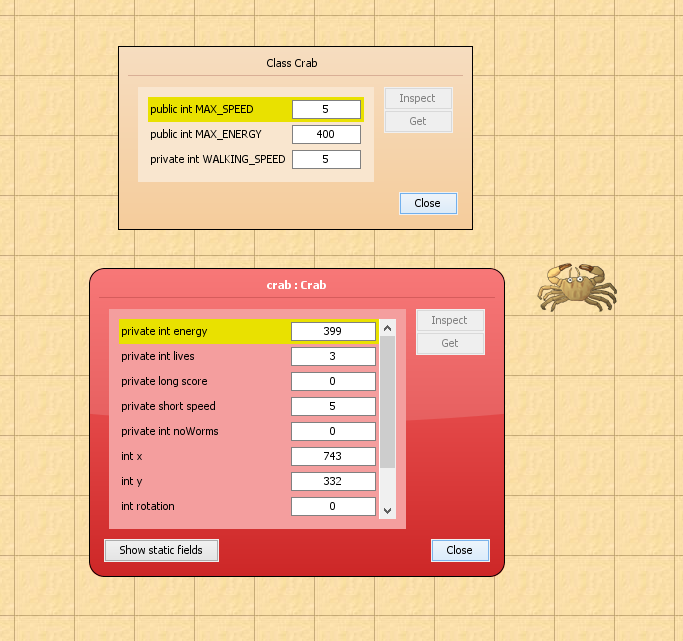 Class Crab
public int MAX_SPEED 5
public int MAX_ENERGY 400
private int WALKING_SPEED 5
Inspect
Get
Close
crab : Crab
private int energy 399
private int lives 3
private long score 0
private short speed 5
private int noWorms 0
int x 743
int y 332
int rotation 0
Inspect
Get
Show static fields
Close